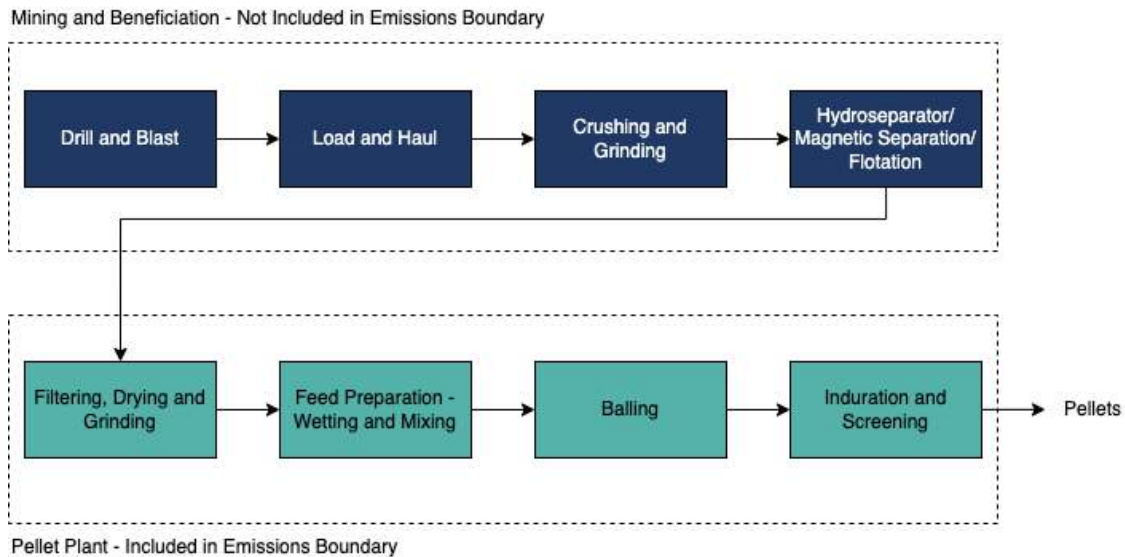 Mining and Beneficiation - Not Included in Emissions Boundary
Drill and Blast
Load and Haul
Crushing and
Grinding
Hydroseparator/
Magnetic Separation/
Flotation
Filtering, Drying and
Grinding
Feed Preparation -
Wetting and Mixing
Balling
Induration and
Screening
Pellets
Pellet Plant - Included in Emissions Boundary